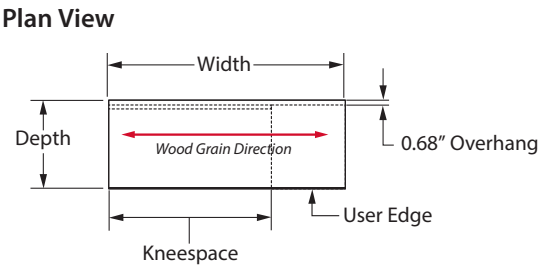 Plan View
Width
Depth
Wood Grain Direction
0.68” Overhang
User Edge
Kneespace